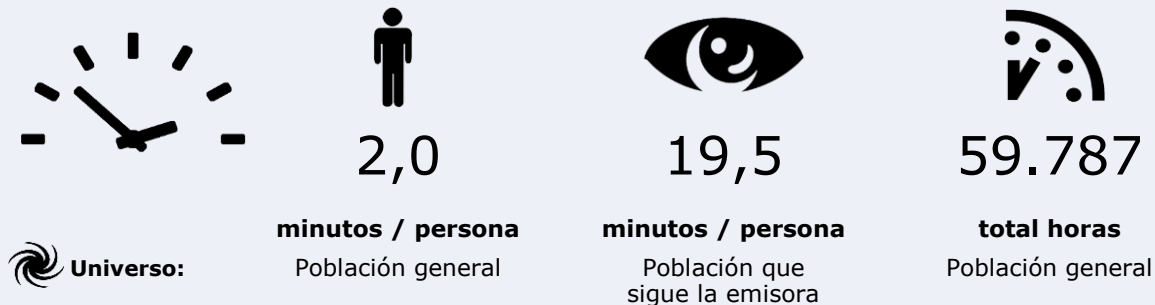 2,0
19,5
59.787
minutos / persona
minutos / persona
total horas
Universo:
Población general
Población que
sigue la emisora
Población general